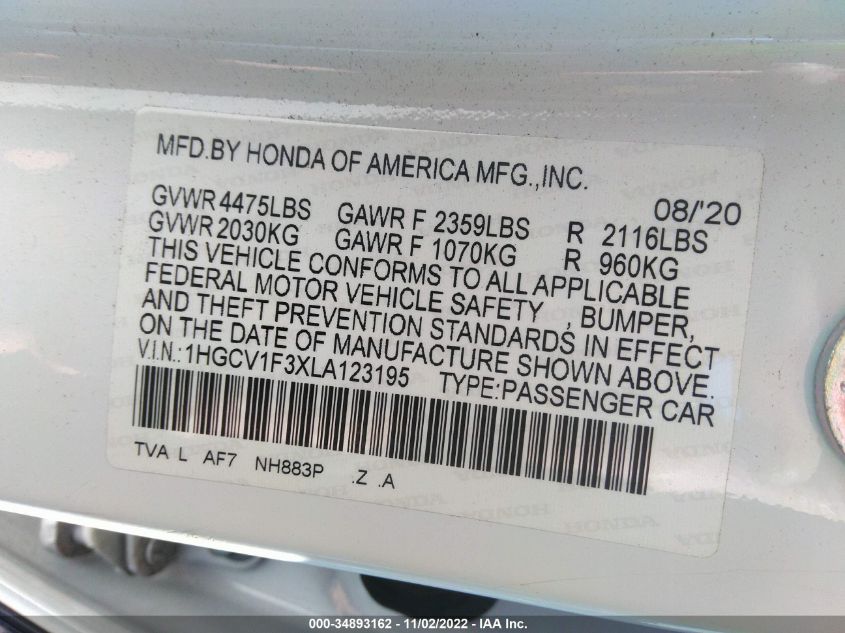 MFD.BY HONDA OF AMERICA MFG.,INC.
08/'20
GVWR 4475LBS GAWR F 2359LBS R 2116LBS
GVWR 2030KG GAWR F 1070KG R 960KG
THIS VEHICLE CONFORMS TO ALL APPLICABLE
FEDERAL MOTOR VEHICLE SAFETY , BUMPER,
AND THEFT PREVENTION STANDARDS IN EFFECT
ON THE DATE OF MANUFACTURE SHOWN ABOVE.
V.I.N.:1HGCV1F3XLA123195 TYPE:PASSENGER CAR
TVA L AF7 NH883P .Z .A
HONDA HONDA
000-34893162 - 11/02/2022 - IAA Inc.